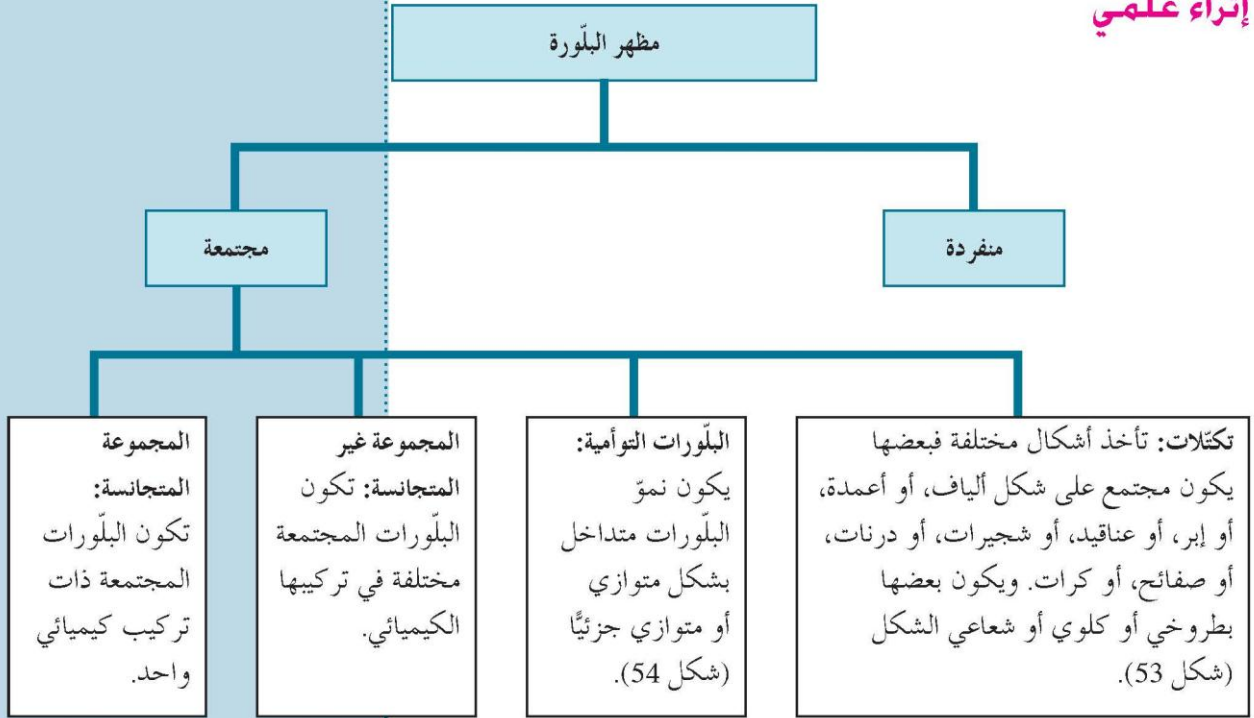 إثراء علمي
مظهر البلّورة
منفردة
مجتمعة
تكتّلات: تأخذ أشكال مختلفة فبعضها
يكون مجتمع على شكل ألياف، أو أعمدة،
أو إبر، أو عناقيد، أو شجيرات، أو درنات،
أو صفائح، أو كرات. ويكون بعضها
بطروخي أو كلوي أو شعاعي الشكل
(شكل 53).
البلّورات التوأمية:
يكون نموّ
البلّورات متداخل
بشكل متوازي
أو متوازي جزئيًّا
(شكل 54).
المجموعة غير
المتجانسة: تكون
البلّورات المجتمعة
مختلفة في تركيبها
الكيميائي.
المجموعة
المتجانسة:
تكون البلّورات
المجتمعة ذات
تركيب كيميائي
واحد.